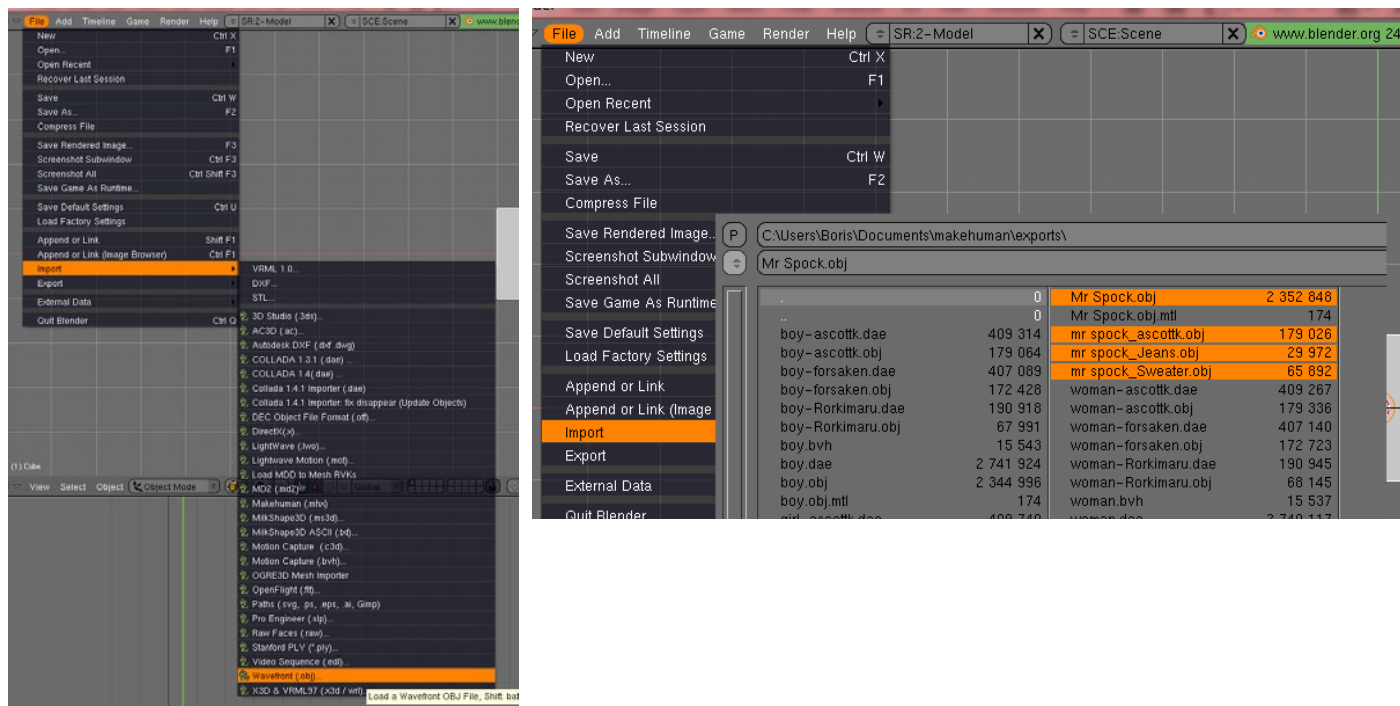 File Add Timeline Game Render Help SR:2-Model X SCE:Scene X
New Ctrl X
Open... F1
Open Recent
Recover Last Session
Save Ctrl W
Save As... F2
Compress File
Save Rendered Image... F3
Screenshot Subwindow Ctrl F3
Screenshot All Ctrl Shift F3
Save Game As Runtime...
Save Default Settings Ctrl U
Load Factory Settings
Append or Link Shift F1
Append or Link (Image Browser) Ctrl F1
Import
Export
External Data
Quit Blender Ctrl Q
VRML 1.0...
DXF...
STL...
3D Studio (.3ds)...
AC3D (.ac)...
Autodesk DXF (.dxf .dwg)
COLLADA 1.3.1 (.dae) ...
COLLADA 1.4(.dae) ...
Collada 1.4.1 Importer (.dae)
Collada 1.4.1 Importer: fix disappear (Update Objects)
DEC Object File Format (.off)...
DirectX(.x)...
LightWave (.lwo)...
Lightwave Motion (.mot)...
Load MDD to Mesh RVKs
MD2 (.md2)
Makehuman (.mhx)
MilkShape3D (.ms3d)...
MilkShape3D ASCII (.txt)...
Motion Capture (.c3d)...
Motion Capture (.bvh)...
OGRE3D Mesh Importer
OpenFlight (.flt)...
Paths (.svg, .ps, .eps, .ai, Gimp)
Pro Engineer (.slp)...
Raw Faces (.raw)...
Stanford PLY (*.ply)...
Video Sequence (.edl)...
Wavefront (.obj)...
X3D & VRML97 (.x3d / wrl)...
Load a Wavefront OBJ File, Shift:
(1) Cube
View Select Object Object Mode Global
File Add Timeline Game Render Help SR:2-Model X SCE:Scene X www.blender.org 24
New Ctrl X
Open... F1
Open Recent
Recover Last Session
Save Ctrl W
Save As... F2
Compress File
Save Rendered Image..
Screenshot Subwindow
Screenshot All
Save Game As Runtime
Save Default Settings
Load Factory Settings
Append or Link
Append or Link (Image
Import
Export
External Data
Quit Blender
P C:\Users\Boris\Documents\makehuman\exports\
Mr Spock.obj
. 0
.. 0
boy-ascottk.dae 409 314
boy-ascottk.obj 179 064
boy-forsaken.dae 407 089
boy-forsaken.obj 172 428
boy-Rorkimaru.dae 190 918
boy-Rorkimaru.obj 67 991
boy.bvh 15 543
boy.dae 2 741 924
boy.obj 2 344 996
boy.obj.mtl 174
girl-ascottk.dae 409 740
Mr Spock.obj 2 352 848
Mr Spock.obj.mtl 174
mr spock_ascottk.obj 179 026
mr spock_Jeans.obj 29 972
mr spock_Sweater.obj 65 892
woman-ascottk.dae 409 267
woman-ascottk.obj 179 336
woman-forsaken.dae 407 140
woman-forsaken.obj 172 723
woman-Rorkimaru.dae 190 945
woman-Rorkimaru.obj 68 145
woman.bvh 15 537
woman.dae 2 740 117